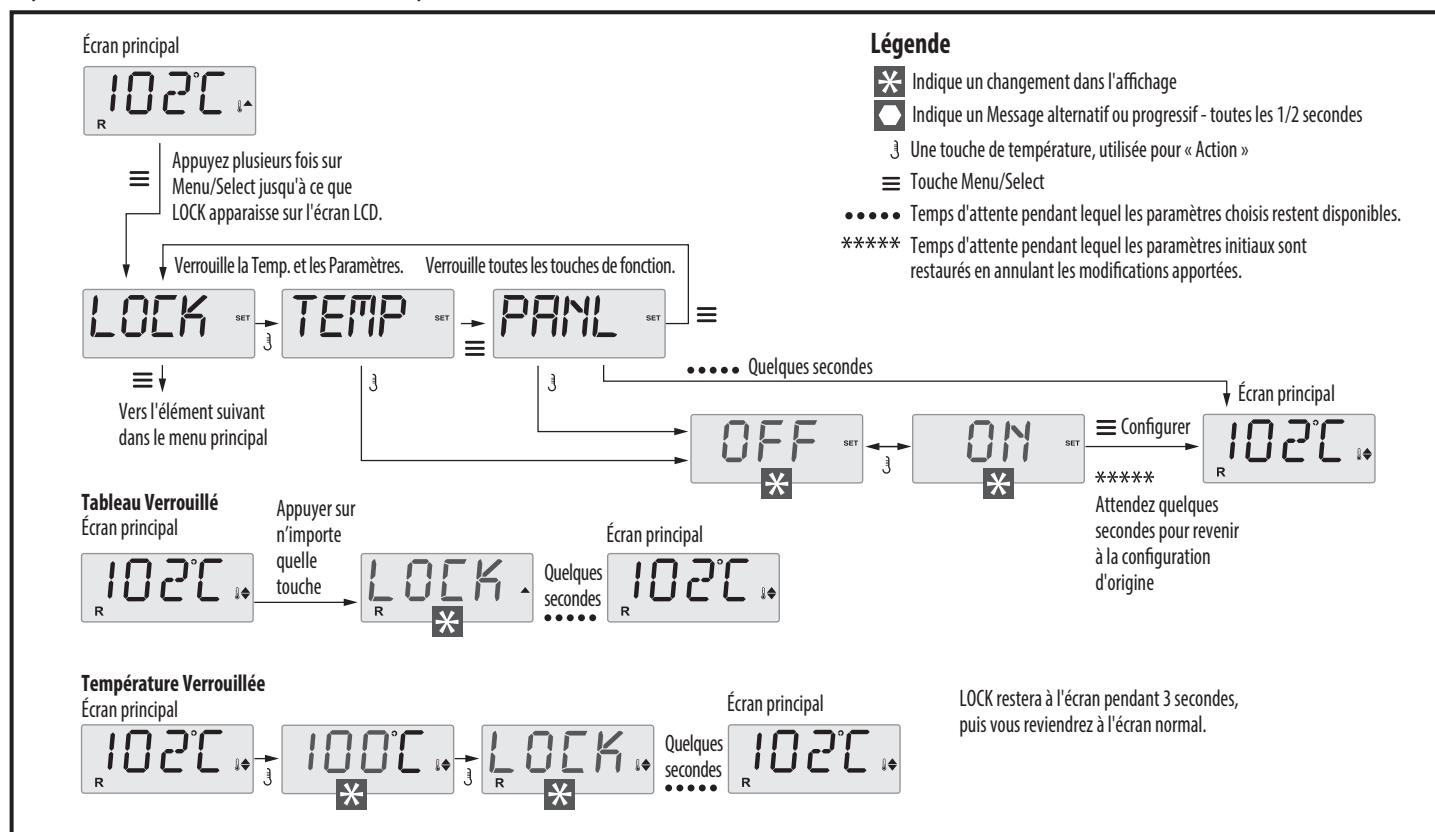 Écran principal
102°C
R
Appuyez plusieurs fois sur
Menu/Select jusqu'à ce que
LOCK apparaisse sur l'écran LCD.
Légende
Indique un changement dans l'affichage
Indique un Message alternatif ou progressif - toutes les 1/2 secondes
Une touche de température, utilisée pour « Action »
Touche Menu/Select
••••• Temps d'attente pendant lequel les paramètres choisis restent disponibles.
***** Temps d'attente pendant lequel les paramètres initiaux sont
restaurés en annulant les modifications apportées.
Verrouille la Temp. et les Paramètres.
Verrouille toutes les touches de fonction.
LOCK SET
TEMP SET
PANL SET
Vers l'élément suivant
dans le menu principal
••••• Quelques secondes
OFF SET
ON SET
Configurer
*****
Attendez quelques
secondes pour revenir
à la configuration
d'origine
Écran principal
102°C
R
Tableau Verrouillé
Écran principal
102°C
R
Appuyer sur
n'importe
quelle
touche
LOCK
R
Quelques
secondes
•••••
Écran principal
102°C
R
Température Verrouillée
Écran principal
102°C
R
100°C
LOCK
R
Quelques
secondes
•••••
Écran principal
102°C
R
LOCK restera à l'écran pendant 3 secondes,
puis vous reviendrez à l'écran normal.